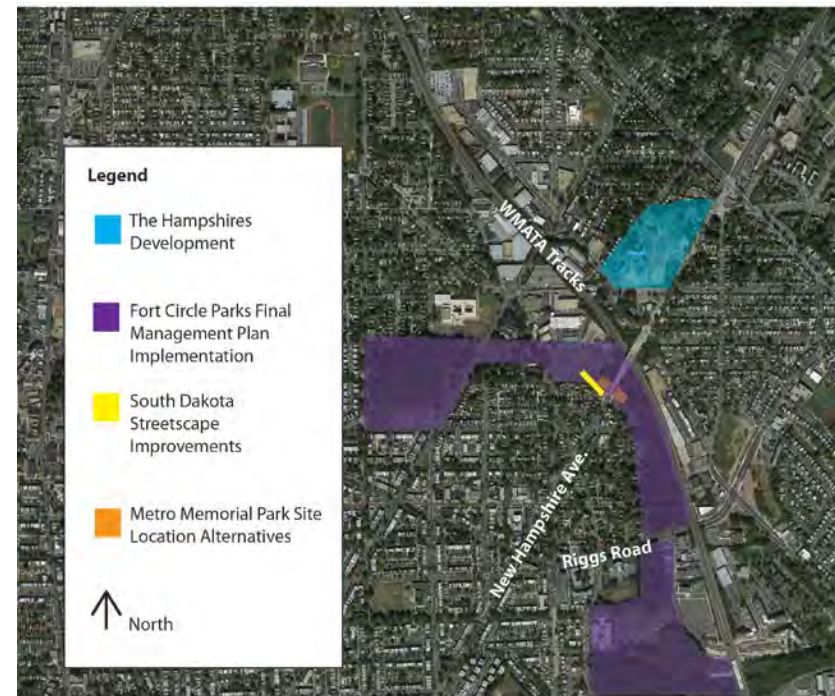 Legend
The Hampshires
Development
Fort Circle Parks Final
Management Plan
Implementation
South Dakota
Streetscape
Improvements
Metro Memorial Park Site
Location Alternatives
North
WMATA Tracks
New Hampshire Ave.
Riggs Road